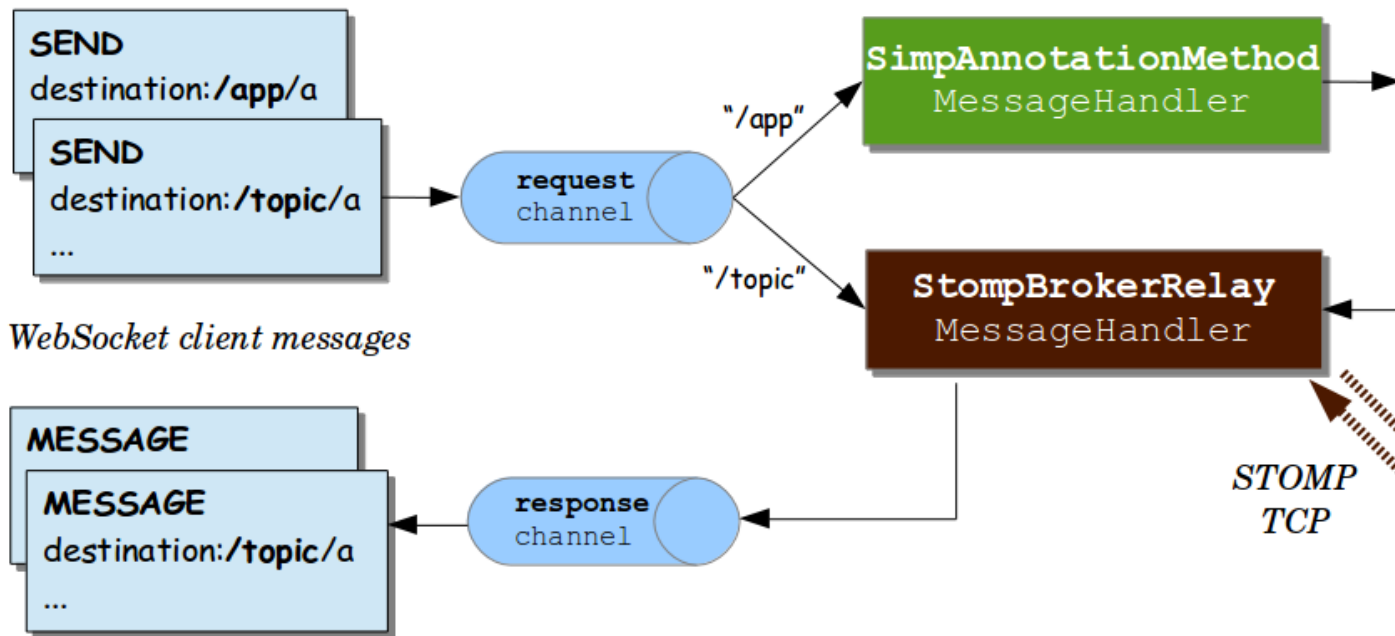 SEND
destination:/app/a
SEND
destination:/topic/a
...
WebSocket client messages
request
channel
“/app”
“/topic”
SimpAnnotationMethod
MessageHandler
StompBrokerRelay
MessageHandler
STOMP
TCP
MESSAGE
MESSAGE
destination:/topic/a
...
response
channel